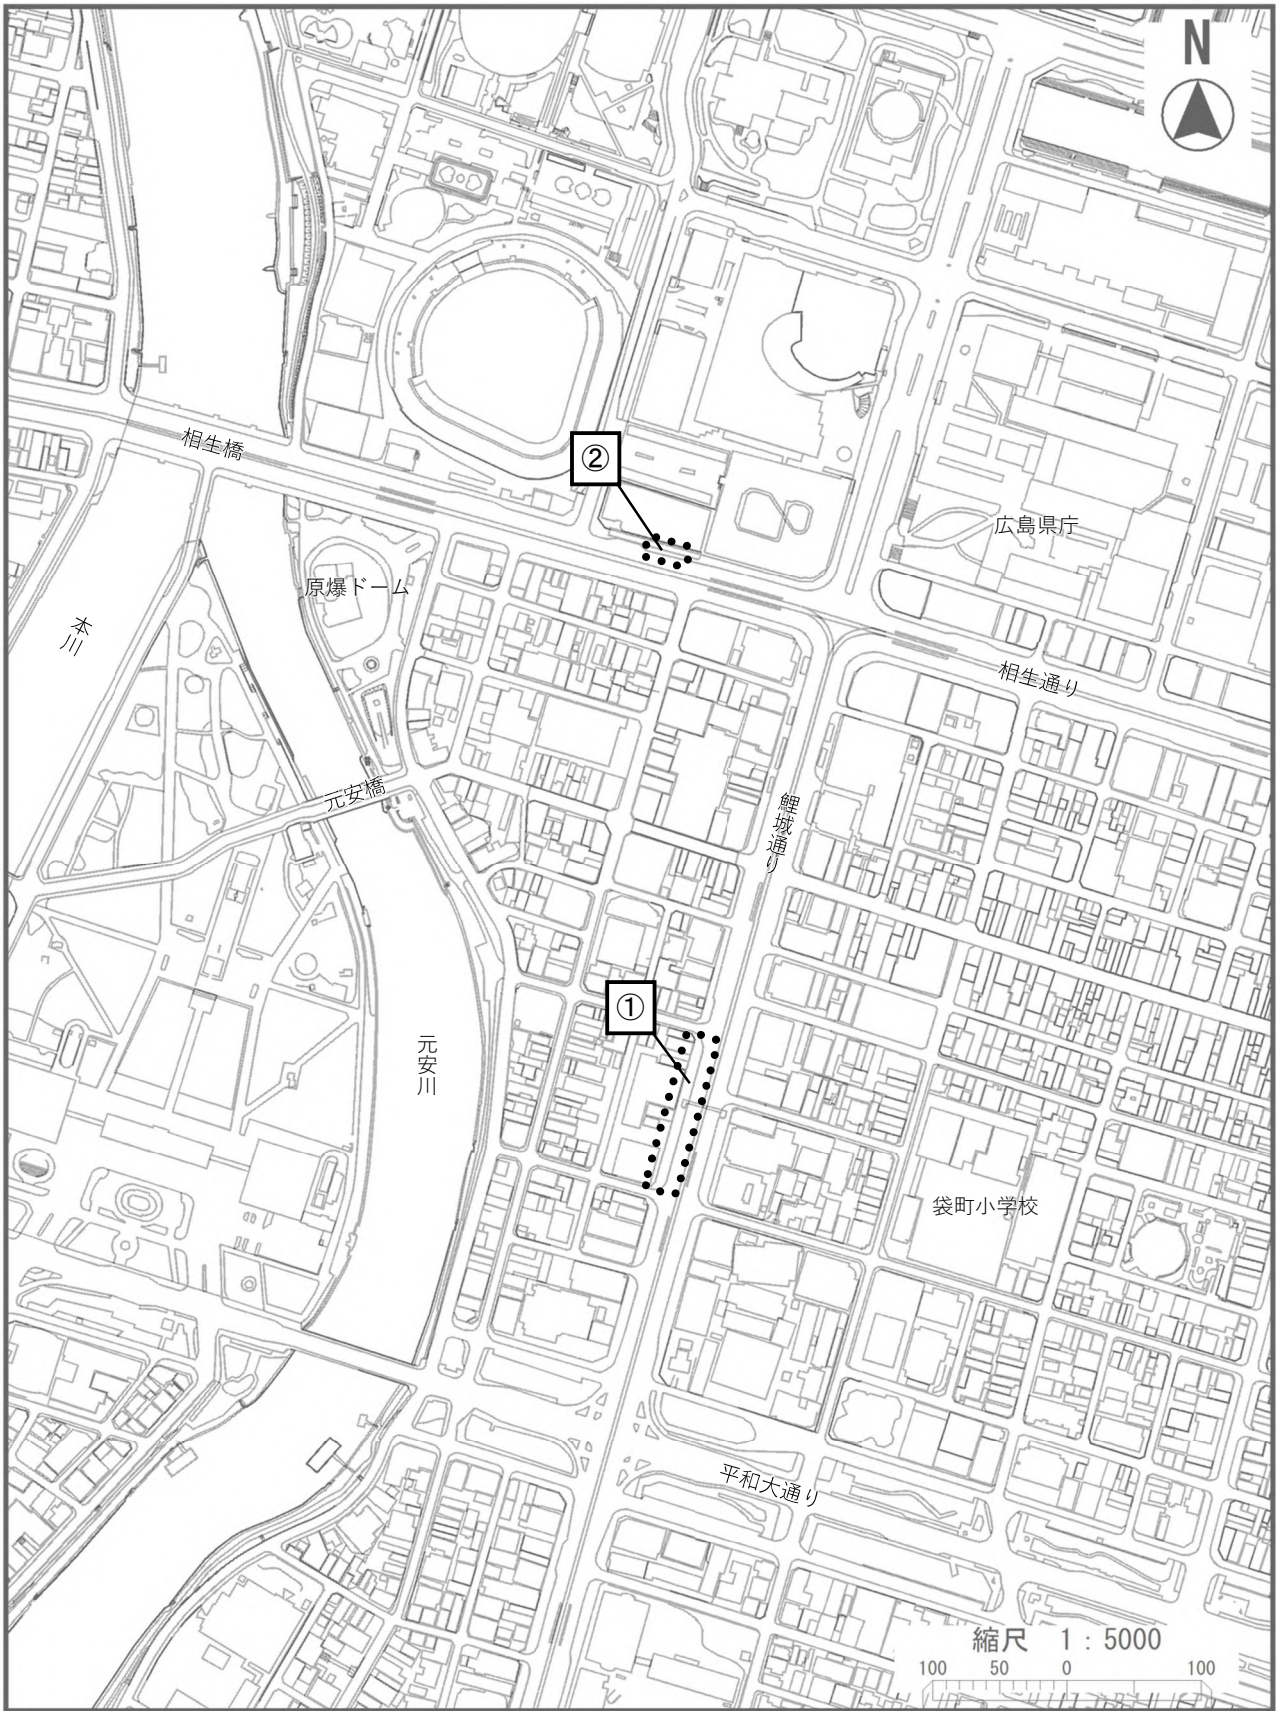 N
相生橋
②
広島県庁
原爆ドーム
本川
相生通り
元安橋
鯉城通り
①
元安川
袋町小学校
平和大通り
縮尺 1：5000
100 50 0 100